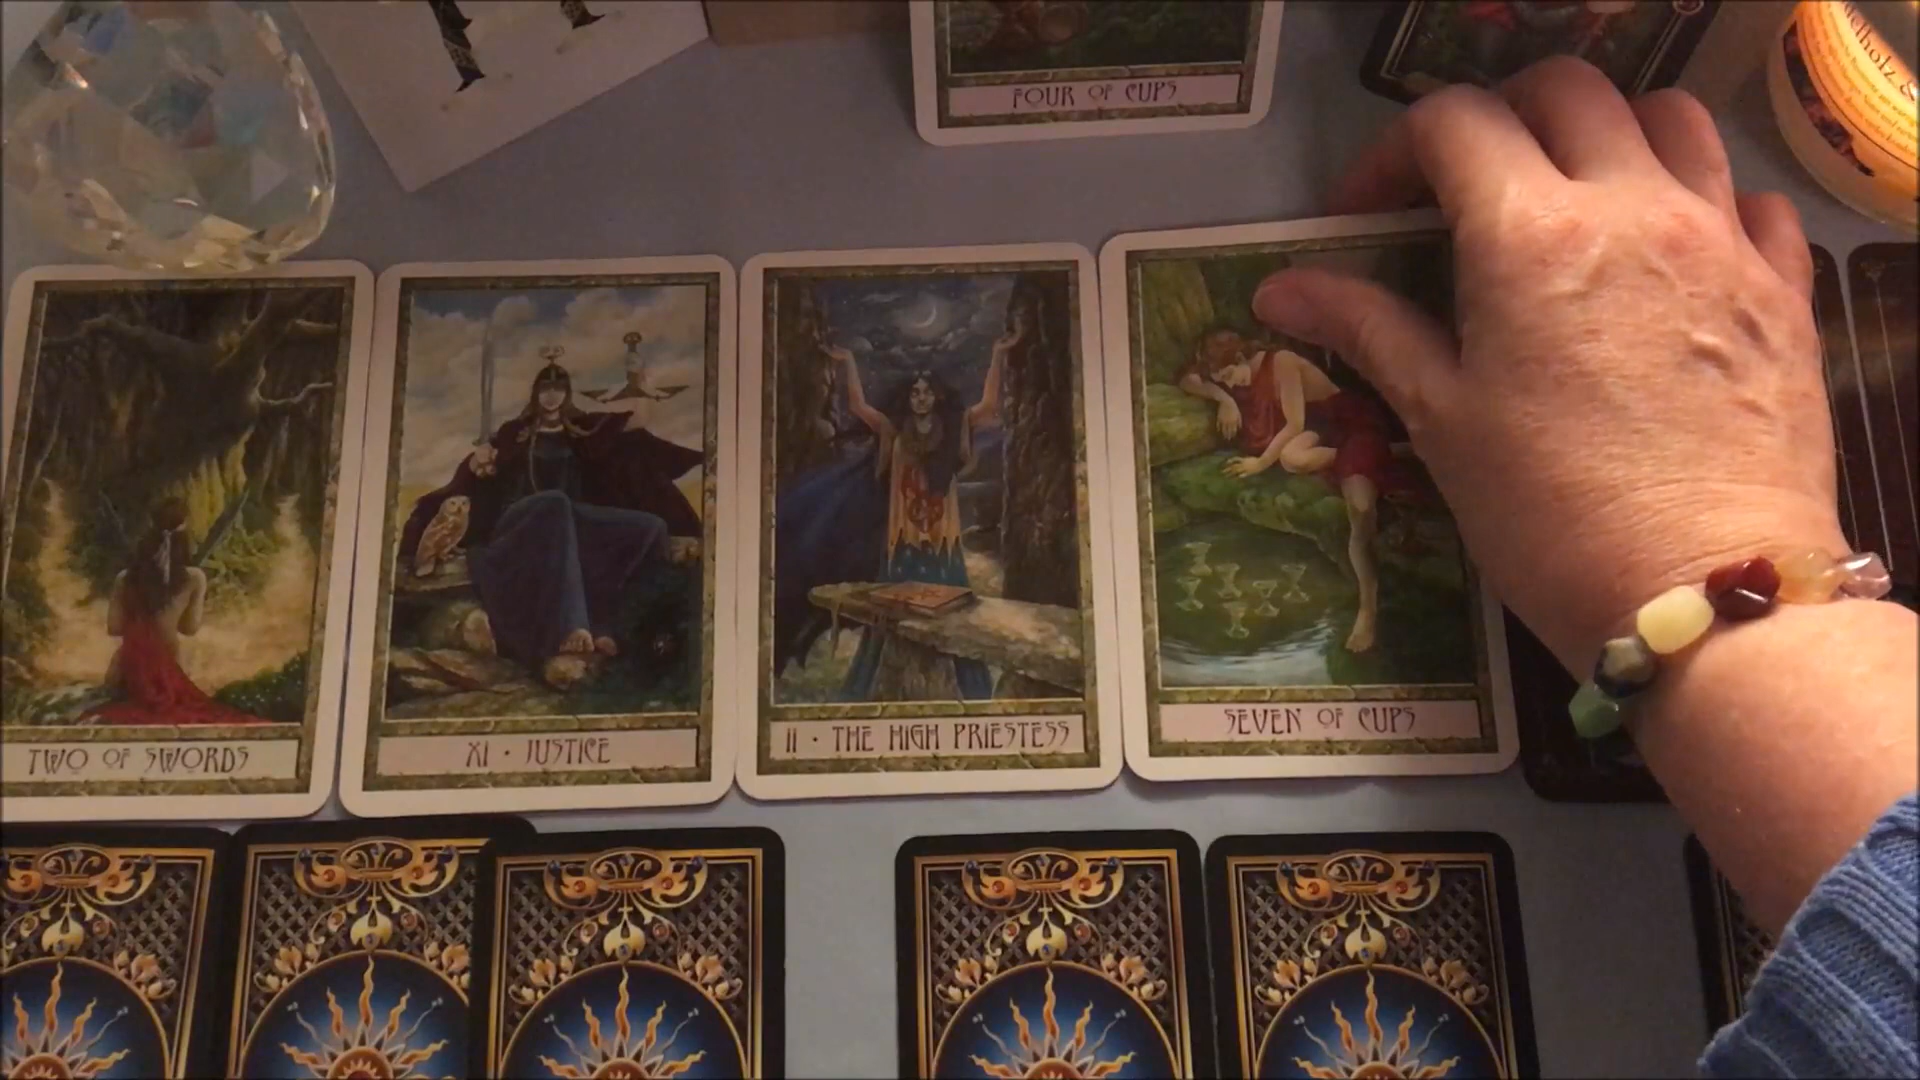 FOUR OF CUPS
TWO OF SWORDS
XI · JUSTICE
II · THE HIGH PRIESTESS
SEVEN OF CUPS